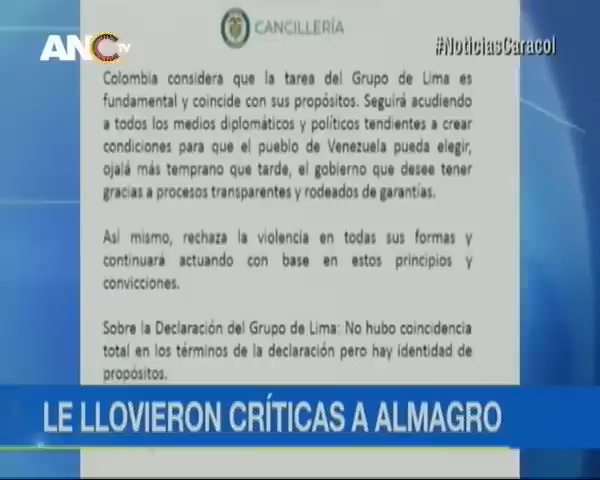 ANC TV
CANCILLERÍA
#NoticiasCaracol
Colombia considera que la tarea del Grupo de Lima es
fundamental y coincide con sus propósitos. Seguirá acudiendo
a todos los medios diplomáticos y políticos tendientes a crear
condiciones para que el pueblo de Venezuela pueda elegir,
ojalá más temprano que tarde, el gobierno que desee tener
gracias a procesos transparentes y rodeados de garantías.
Así mismo, rechaza la violencia en todas sus formas y
continuará actuando con base en estos principios y
convicciones.
Sobre la Declaración del Grupo de Lima: No hubo coincidencia
total en los términos de la declaración pero hay identidad de
propósitos.
LE LLOVIERON CRÍTICAS A ALMAGRO